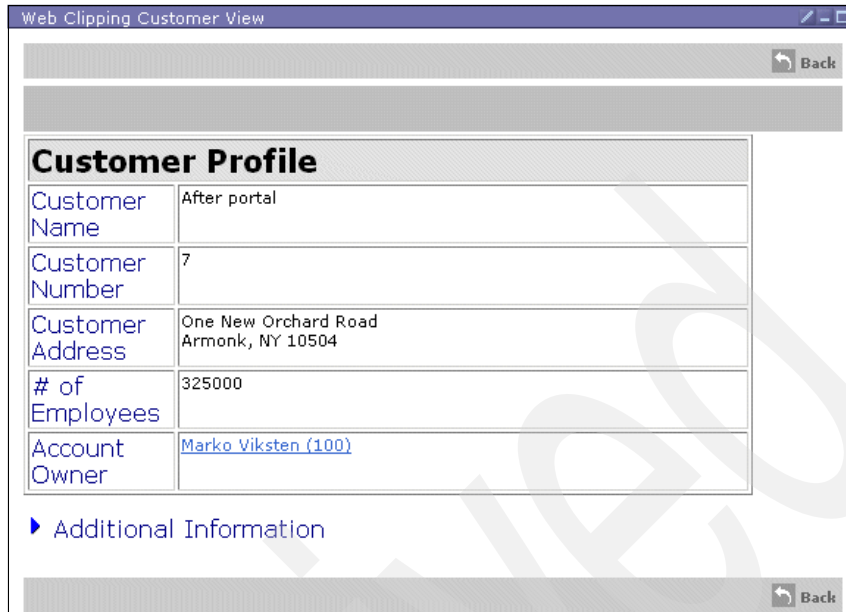 Web Clipping Customer View
Back
Customer Profile
Customer
Name
After portal
Customer
Number
7
Customer
Address
One New Orchard Road
Armonk, NY 10504
# of
Employees
325000
Account
Owner
Marko Viksten (100)
Additional Information
Back